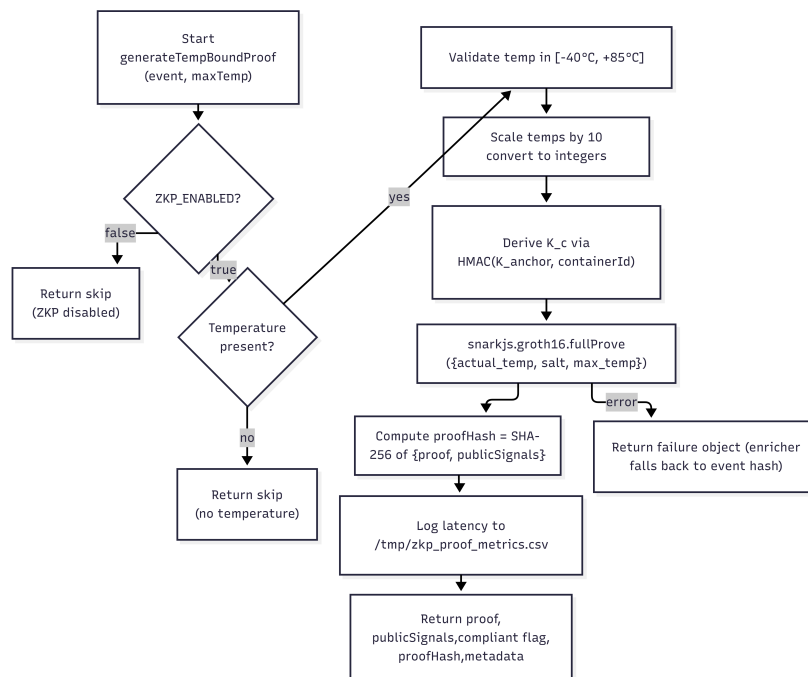 Start
generateTempBoundProof
(event, maxTemp)
ZKP_ENABLED?
false
true
Return skip
(ZKP disabled)
Temperature
present?
yes
no
Return skip
(no temperature)
Validate temp in [-40°C, +85°C]
Scale temps by 10
convert to integers
Derive K_c via
HMAC(K_anchor, containerId)
snarkjs.groth16.fullProve
({actual_temp, salt, max_temp})
error
Compute proofHash = SHA-
256 of {proof, publicSignals}
Return failure object (enricher
falls back to event hash)
Log latency to
/tmp/zkp_proof_metrics.csv
Return proof,
publicSignals,compliant flag,
proofHash,metadata